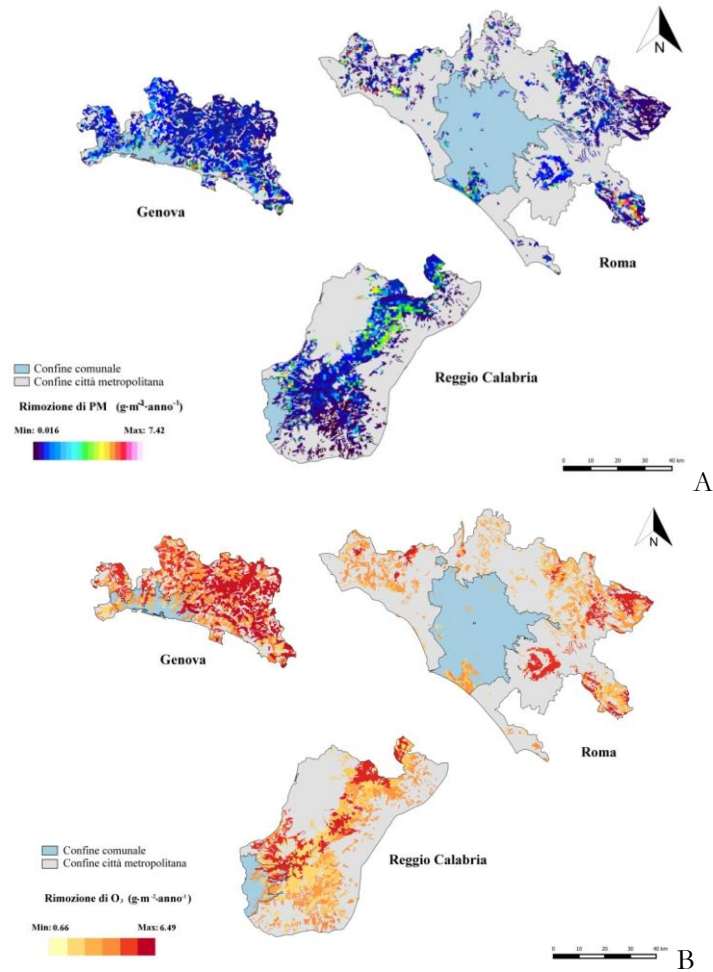 N
Genova
Roma
Reggio Calabria
Confine comunale
Confine città metropolitana
Rimozione di PM (g·m⁻²·anno⁻¹)
Min: 0.016 Max: 7.42
0 10 20 30 40 km
A
N
Genova
Roma
Reggio Calabria
Confine comunale
Confine città metropolitana
Rimozione di O₃ (g·m⁻²·anno⁻¹)
Min: 0.66 Max: 6.49
0 10 20 30 40 km
B